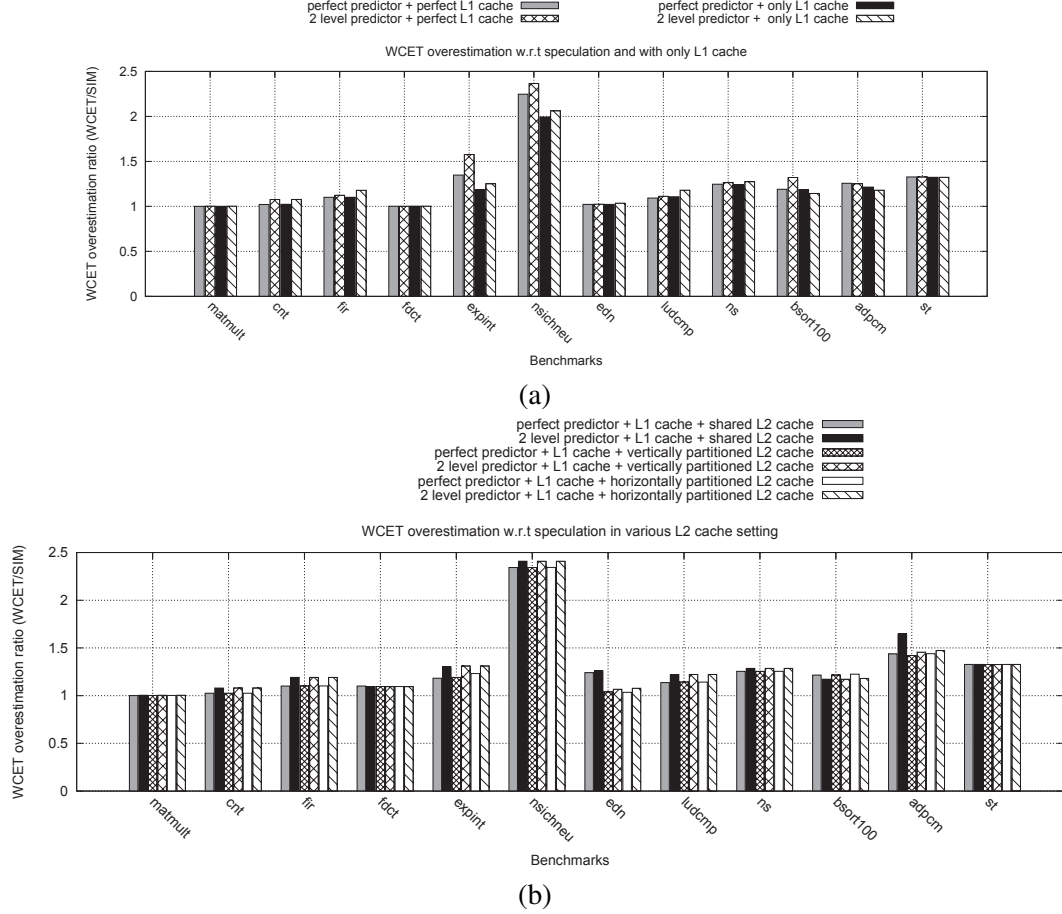 perfect predictor + perfect L1 cache
2 level predictor + perfect L1 cache
perfect predictor + only L1 cache
2 level predictor + only L1 cache
WCET overestimation w.r.t speculation and with only L1 cache
WCET overestimation ratio (WCET/SIM)
2.5
2
1.5
1
0.5
0
matmult
cnt
fir
fdct
expint
nsichneu
edn
ludcmp
ns
bsort100
adpcm
st
Benchmarks
(a)
perfect predictor + L1 cache + shared L2 cache
2 level predictor + L1 cache + shared L2 cache
perfect predictor + L1 cache + vertically partitioned L2 cache
2 level predictor + L1 cache + vertically partitioned L2 cache
perfect predictor + L1 cache + horizontally partitioned L2 cache
2 level predictor + L1 cache + horizontally partitioned L2 cache
WCET overestimation w.r.t speculation in various L2 cache setting
WCET overestimation ratio (WCET/SIM)
2.5
2
1.5
1
0.5
0
matmult
cnt
fir
fdct
expint
nsichneu
edn
ludcmp
ns
bsort100
adpcm
st
Benchmarks
(b)